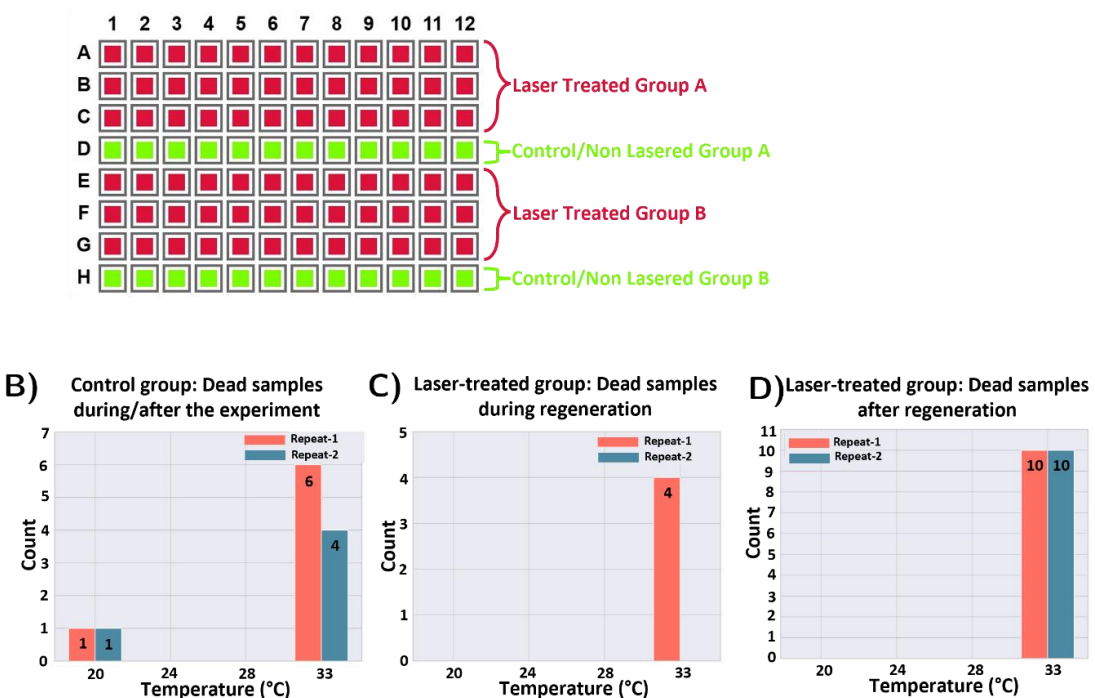 1 2 3 4 5 6 7 8 9 10 11 12
A
B
C
D
E
F
G
H
Laser Treated Group A
Control/Non Lasered Group A
Laser Treated Group B
Control/Non Lasered Group B
B)
Control group: Dead samples
during/after the experiment
Repeat-1
Repeat-2
Count
7
6
5
4
3
2
1
0
1
1
6
4
20 24 28 33
Temperature (°C)
C)
Laser-treated group: Dead samples
during regeneration
Repeat-1
Repeat-2
Count
5
4
3
2
1
0
4
20 24 28 33
Temperature (°C)
D)
Laser-treated group: Dead samples
after regeneration
Repeat-1
Repeat-2
Count
11
10
9
8
7
6
5
4
3
2
1
0
10
10
20 24 28 33
Temperature (°C)